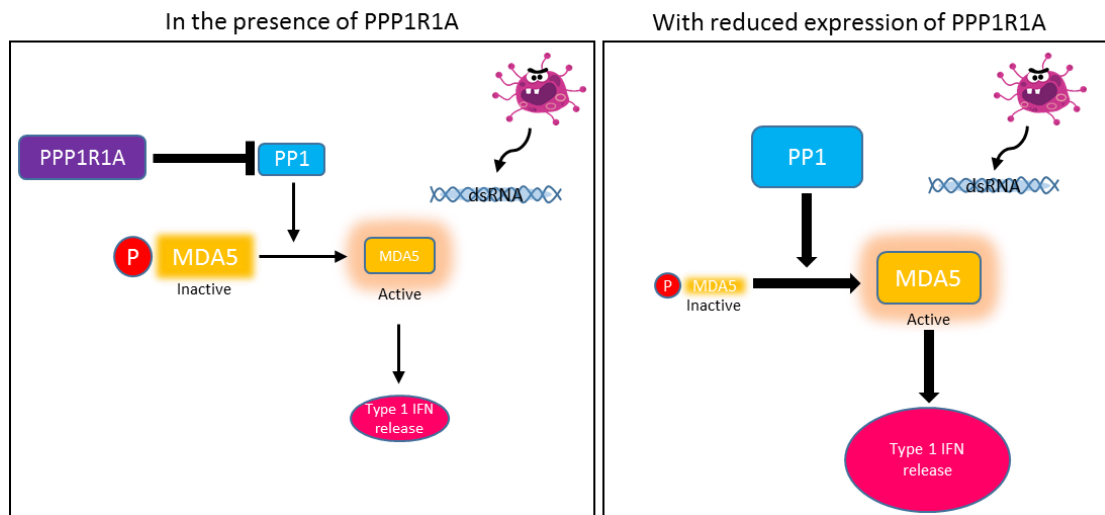 In the presence of PPP1R1A
PPP1R1A
PP1
dsRNA
P
MDA5
Inactive
MDA5
Active
Type 1 IFN
release
With reduced expression of PPP1R1A
PP1
dsRNA
P
MDA5
Inactive
MDA5
Active
Type 1 IFN
release